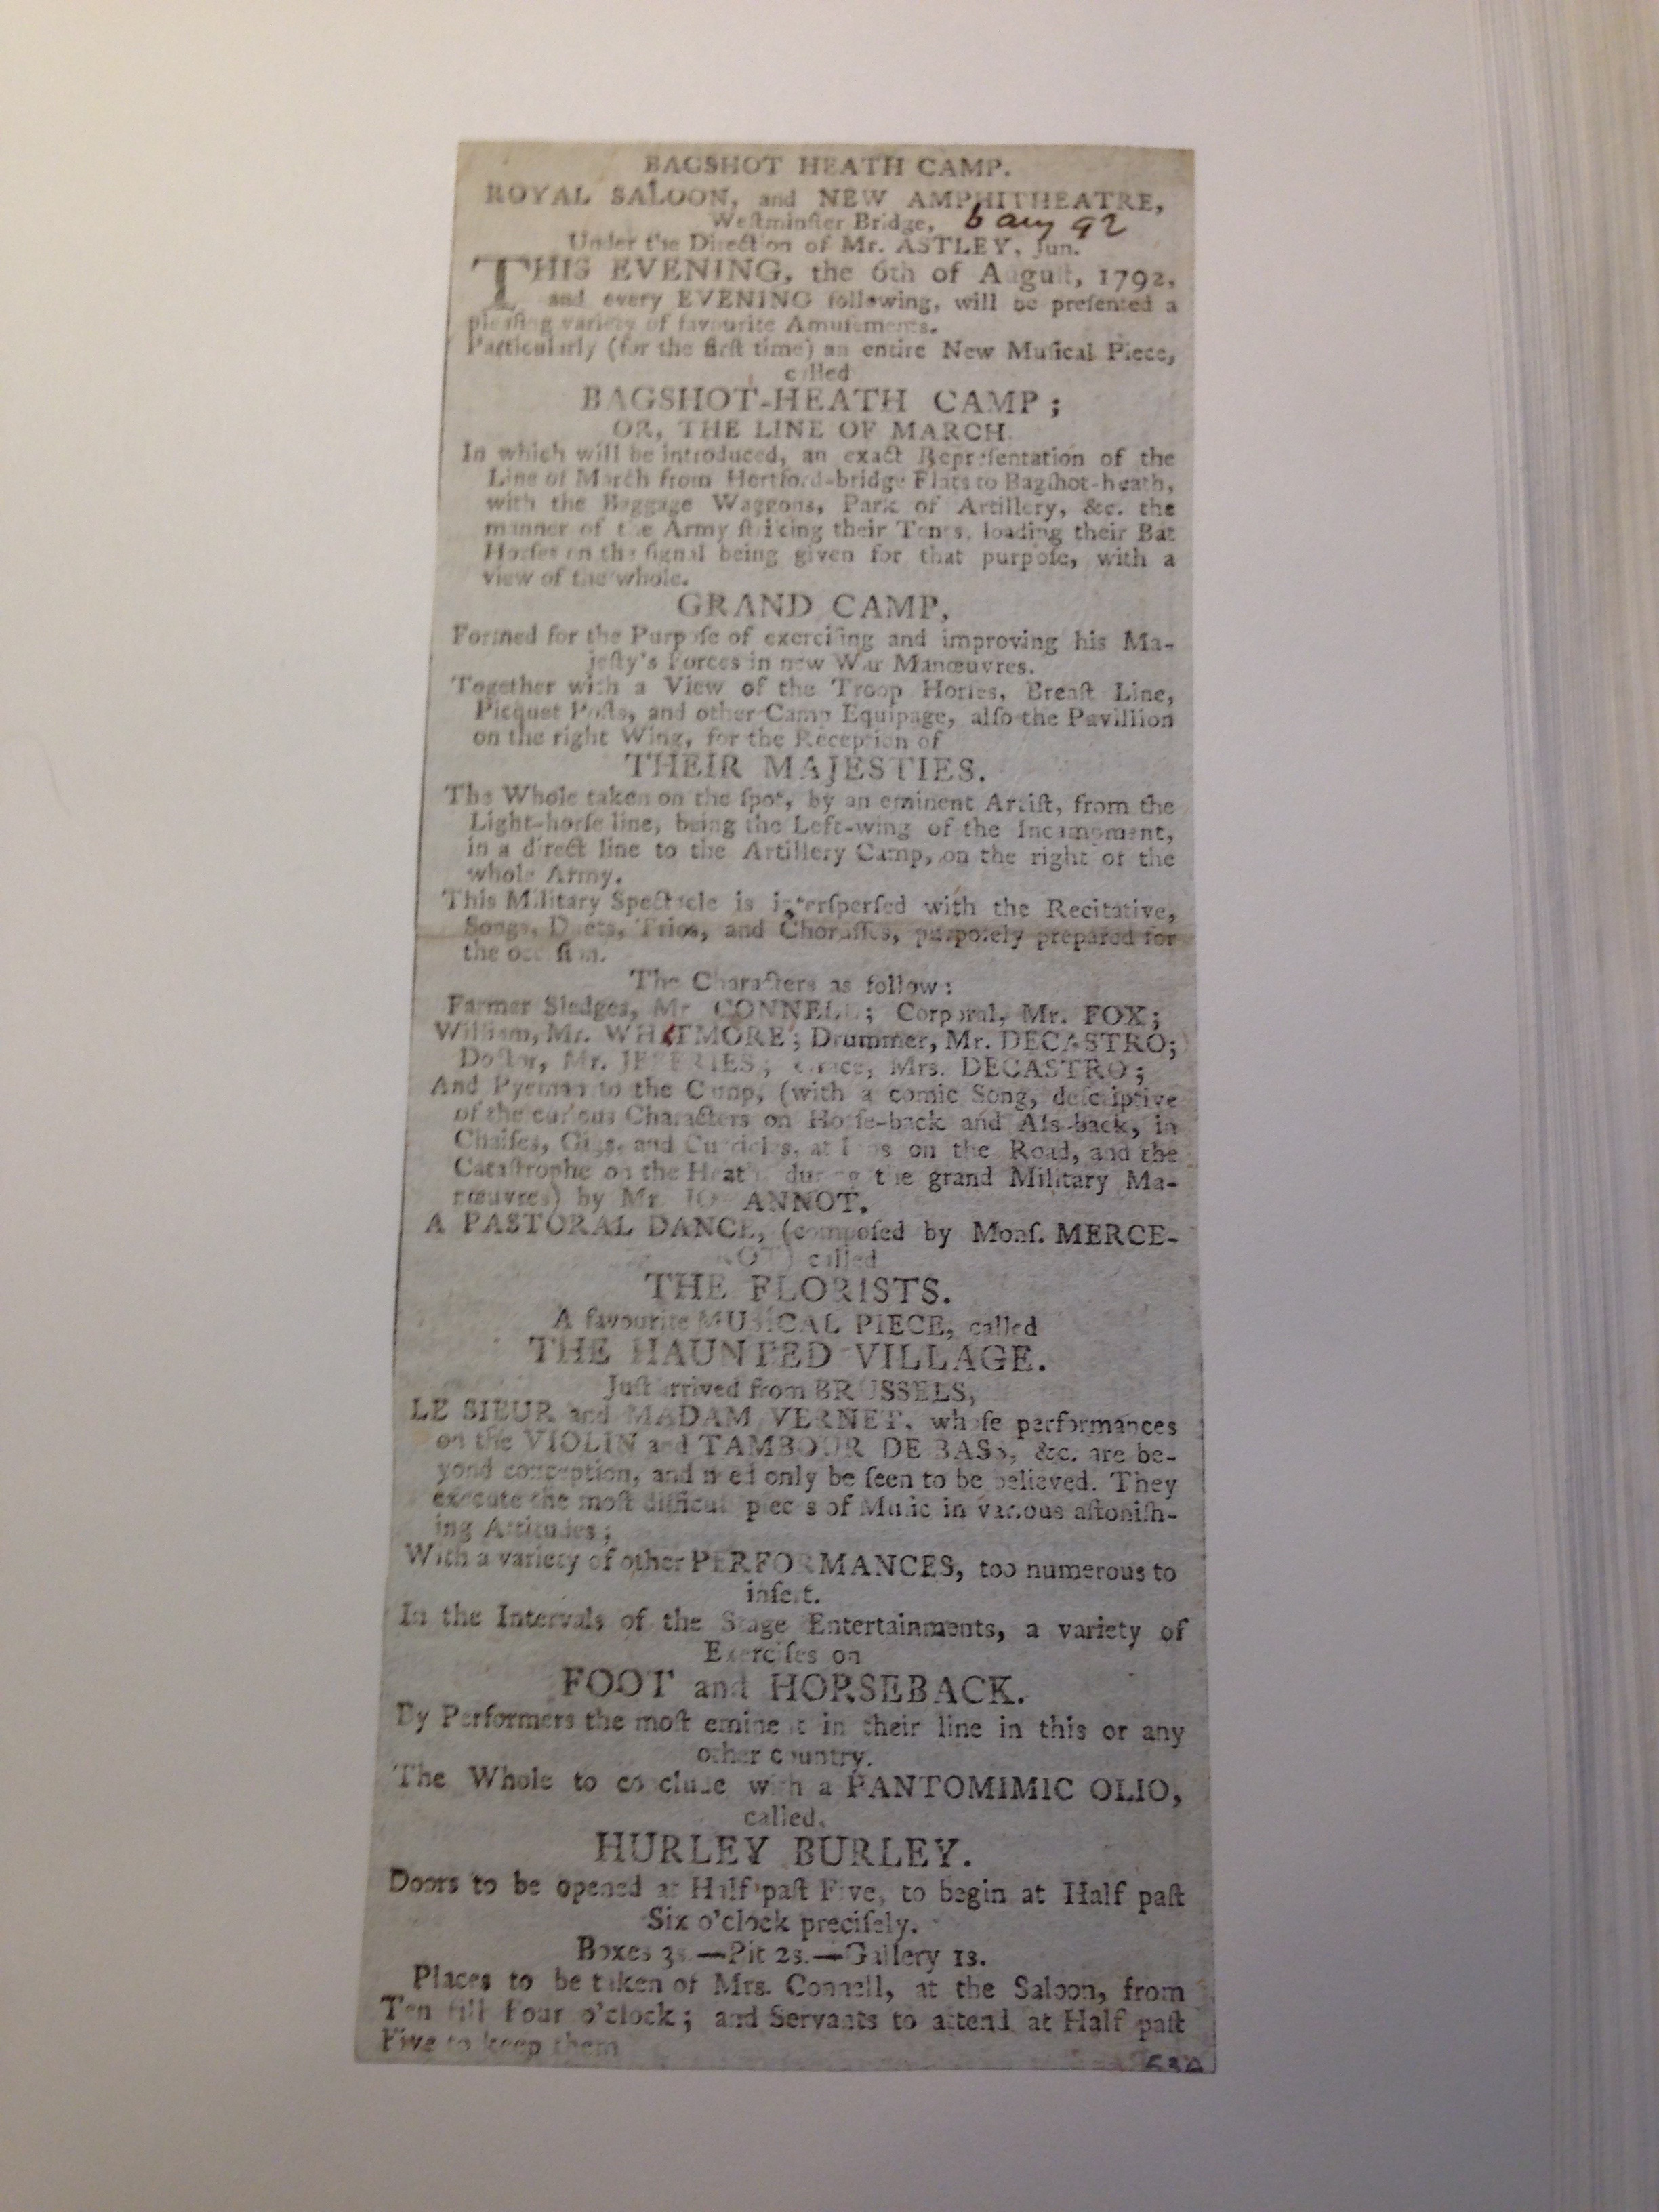 BAGSHOT HEATH CAMP.
ROYAL SALOON, and NEW AMPHITHEATRE,
Weſtminſter Bridge, 6 aug 92
Under the Direction of Mr. ASTLEY, Jun.
THIS EVENING, the 6th of Auguſt, 1792,
and every EVENING following, will be preſented a
pleaſing variety of favourite Amuſements.
Particularly (for the firſt time) an entire New Muſical Piece,
called
BAGSHOT-HEATH CAMP;
OR, THE LINE OF MARCH.
In which will be introduced, an exact Repreſentation of the
Line of March from Hertford-bridge Flats to Bagſhot-heath,
with the Baggage Waggons, Park of Artillery, &c. the
manner of the Army ſtriking their Tents, loading their Bat
Horſes on the ſignal being given for that purpoſe, with a
view of the whole.
GRAND CAMP,
Formed for the Purpoſe of exerciſing and improving his Ma-
jeſty's Forces in new War Manœuvres.
Together with a View of the Troop Horſes, Breaſt Line,
Picquet Poſts, and other Camp Equipage, alſo the Pavillion
on the right Wing, for the Reception of
THEIR MAJESTIES.
The Whole taken on the ſpot, by an eminent Artiſt, from the
Light-horſe line, being the Left-wing of the Incampment,
in a direct line to the Artillery Camp, on the right of the
whole Army.
This Military Spectacle is interſperſed with the Recitative,
Songs, Duets, Trios, and Choruſſes, purpoſely prepared for
the occaſion.
The Characters as follow:
Farmer Sledges, Mr CONNELL; Corporal, Mr. FOX;
William, Mr. WHATMORE; Drummer, Mr. DECASTRO;
Doctor, Mr. JEFFRIES; Grace, Mrs. DECASTRO;
And Pyeman to the Camp, (with a comic Song, deſcriptive
of the curious Characters on Horſe-back and Aſs-back, in
Chaiſes, Gigs, and Curricles, at Inns on the Road, and the
Cataſtrophe on the Heath during the grand Military Ma-
nœuvres) by Mr. JOHANNOT.
A PASTORAL DANCE, (compoſed by Monſ. MERCE-
ROT) called
THE FLORISTS.
A favourite MUSICAL PIECE, called
THE HAUNTED VILLAGE.
Juſt arrived from BRUSSELS,
LE SIEUR and MADAM VERNET, whoſe performances
on the VIOLIN and TAMBOUR DE BASS, &c. are be-
yond conception, and need only be ſeen to be believed. They
execute the moſt difficult pieces of Muſic in various aſtoniſh-
ing Attitudes;
With a variety of other PERFORMANCES, too numerous to
inſert.
In the Intervals of the Stage Entertainments, a variety of
Exerciſes on
FOOT and HORSEBACK.
By Performers the moſt eminent in their line in this or any
other country.
The Whole to conclude with a PANTOMIMIC OLIO,
called,
HURLEY BURLEY.
Doors to be opened at Half paſt Five, to begin at Half paſt
Six o'clock preciſely.
Boxes 3s.—Pit 2s.—Gallery 1s.
Places to be taken of Mrs. Connell, at the Saloon, from
Ten till Four o'clock; and Servants to attend at Half paſt
Five to keep them